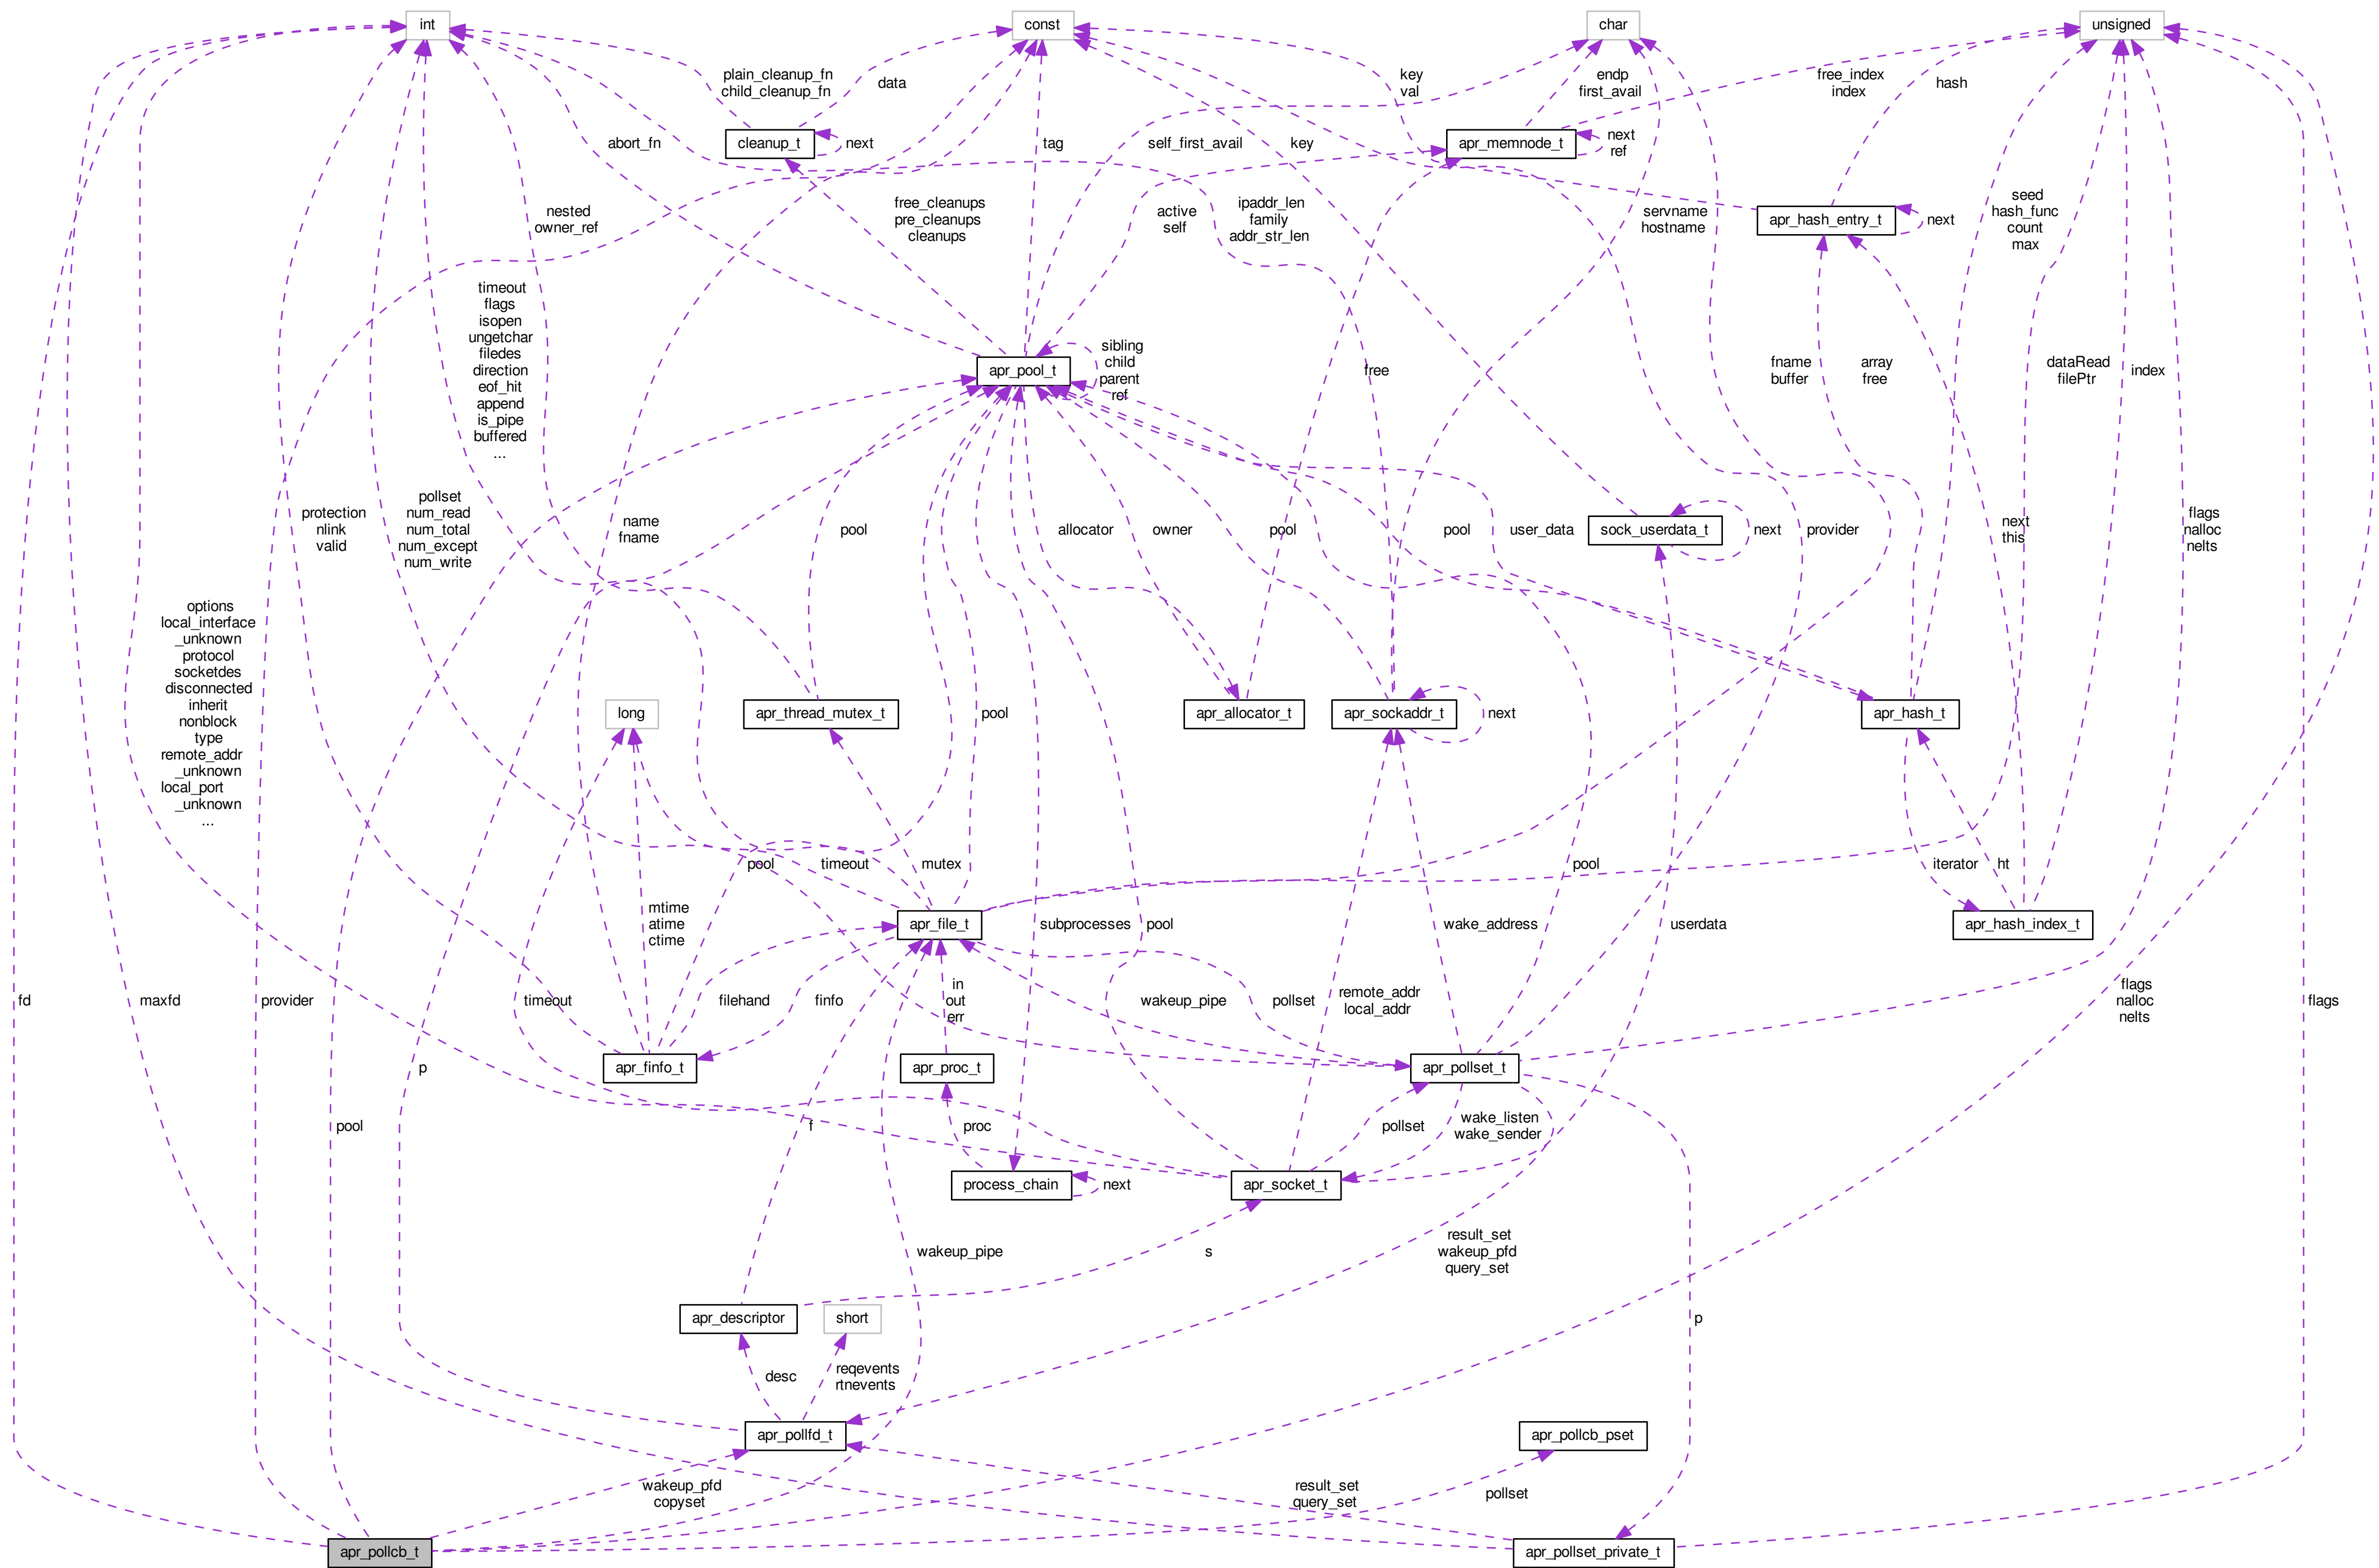 int
const
char
unsigned
plain_cleanup_fn
child_cleanup_fn
data
key
val
endp
first_avail
free_index
index
hash
abort_fn
cleanup_t
next
tag
self_first_avail
key
apr_memnode_t
next
ref
nested
owner_ref
free_cleanups
pre_cleanups
cleanups
active
self
ipaddr_len
family
addr_str_len
servname
hostname
apr_hash_entry_t
next
seed
hash_func
count
max
timeout
flags
isopen
ungetchar
filedes
direction
eof_hit
append
is_pipe
buffered
...
apr_pool_t
sibling
child
parent
ref
free
fname
buffer
array
free
dataRead
filePtr
index
protection
nlink
valid
pollset
num_read
num_total
num_except
num_write
name
fname
pool
allocator
owner
pool
pool
user_data
sock_userdata_t
next
provider
next
this
flags
nalloc
nelts
options
local_interface
_unknown
protocol
socketdes
disconnected
inherit
nonblock
type
remote_addr
_unknown
local_port
_unknown
...
long
apr_thread_mutex_t
pool
apr_allocator_t
apr_sockaddr_t
next
apr_hash_t
pool
timeout
mutex
pool
iterator
ht
mtime
atime
ctime
apr_file_t
subprocesses
pool
wake_address
userdata
apr_hash_index_t
fd
maxfd
provider
timeout
filehand
finfo
in
out
err
wakeup_pipe
pollset
remote_addr
local_addr
flags
nalloc
nelts
flags
p
apr_finfo_t
apr_proc_t
apr_pollset_t
pool
f
proc
pollset
wake_listen
wake_sender
process_chain
next
apr_socket_t
wakeup_pipe
s
result_set
wakeup_pfd
query_set
apr_descriptor
short
p
desc
reqevents
rtnevents
apr_pollfd_t
apr_pollcb_pset
wakeup_pfd
copyset
result_set
query_set
pollset
apr_pollcb_t
apr_pollset_private_t